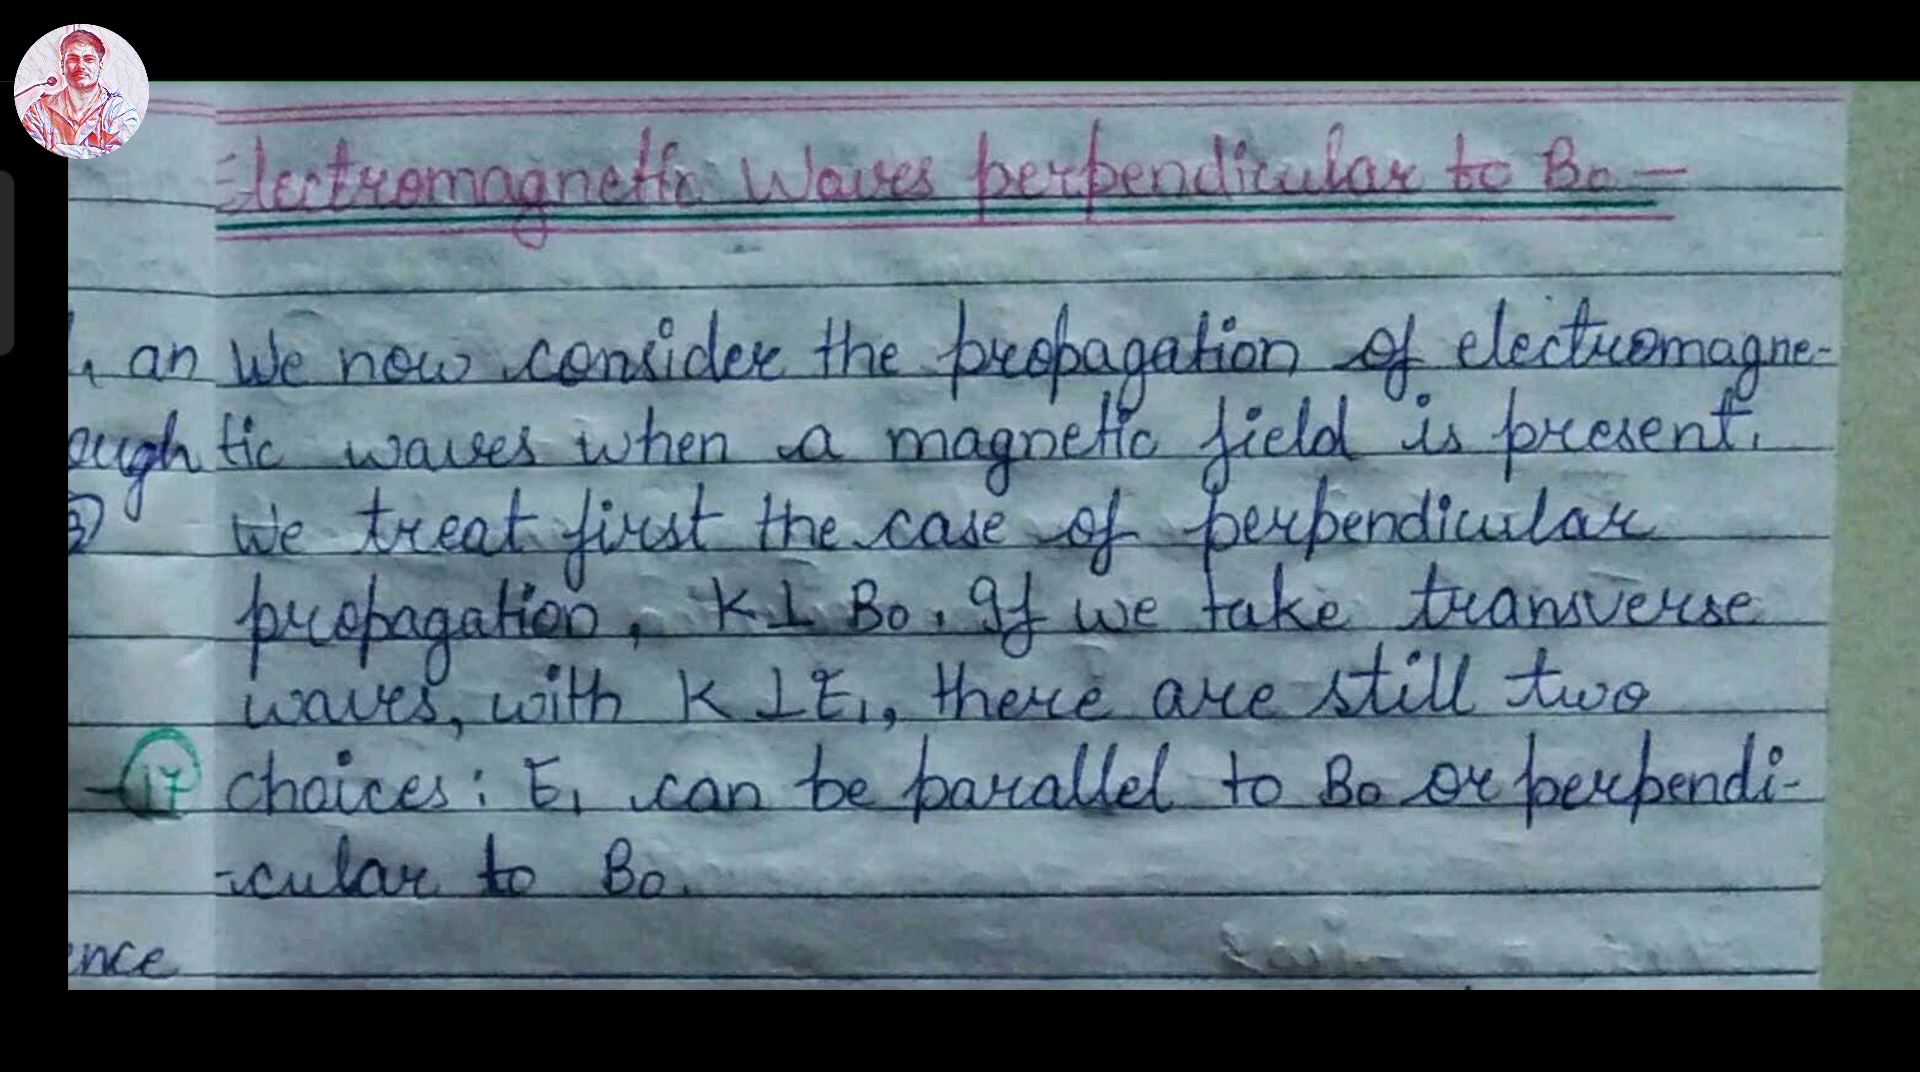 Electromagnetic Waves perpendicular to Bo —
an We now consider the propagation of electromagne-
ough tic waves when a magnetic field is present.
We treat first the case of perpendicular
propagation, K⊥ Bo. If we take transverse
waves, with K ⊥E₁, there are still two
17 choices: E₁ can be parallel to Bo or perpendi-
-cular to Bo.
ence